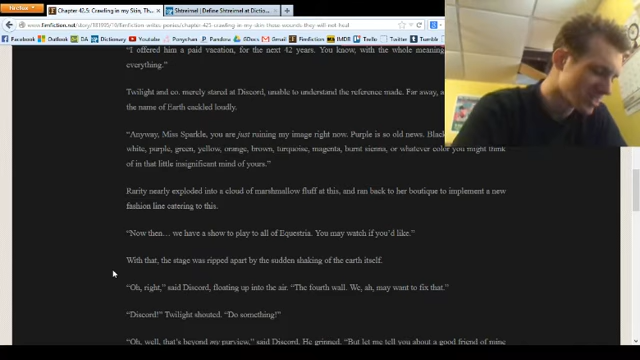 Firefox
Chapter 42.5: Crawling in my Skin, Th...
Shtreimel | Define Shtreimel at Diction...
www.fimfiction.net/story/181995/19/fimfiction-writes-ponies/chapter-425-crawling-in-my-skin-those-wounds-they-will-not-heal
Facebook Outlook DA Dictionary YouTube Ponychan Pandora GDocs Gmail Fimfiction IMDB
"I offered him a paid vacation, for the next 42 years. You know, with the whole meaning
everything."
Twilight and co. merely stared at Discord, unable to understand the reference made. Far away, a
the name of Earth cackled loudly.
"Anyway, Miss Sparkle, you are just ruining my image right now. Purple is so old news.
white, purple, green, yellow, orange, brown, turquoise, magenta, burnt sienna, or whatever color you might think
of in that little insignificant mind of yours."
Rarity nearly exploded into a cloud of marshmallow fluff at this, and ran back to her boutique to implement a new
fashion line catering to this.
"Now then... we have a show to play to all of Equestria. You may watch if you'd like."
With that, the stage was ripped apart by the sudden shaking of the earth itself.
"Oh, right," said Discord, floating up into the air. "The fourth wall. We, ah, may want to fix that."
"Discord!" Twilight shouted. "Do something!"
"Oh, well, that's beyond my purview," said Discord. He grinned. "But let me tell you about a good friend of mine